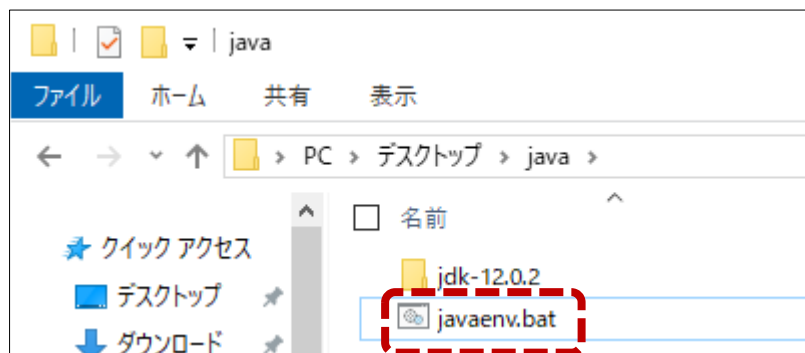 java
ファイル ホーム 共有 表示
PC > デスクトップ > java >
名前
クイック アクセス
jdk-12.0.2
デスクトップ
javaenv.bat
ダウンロード